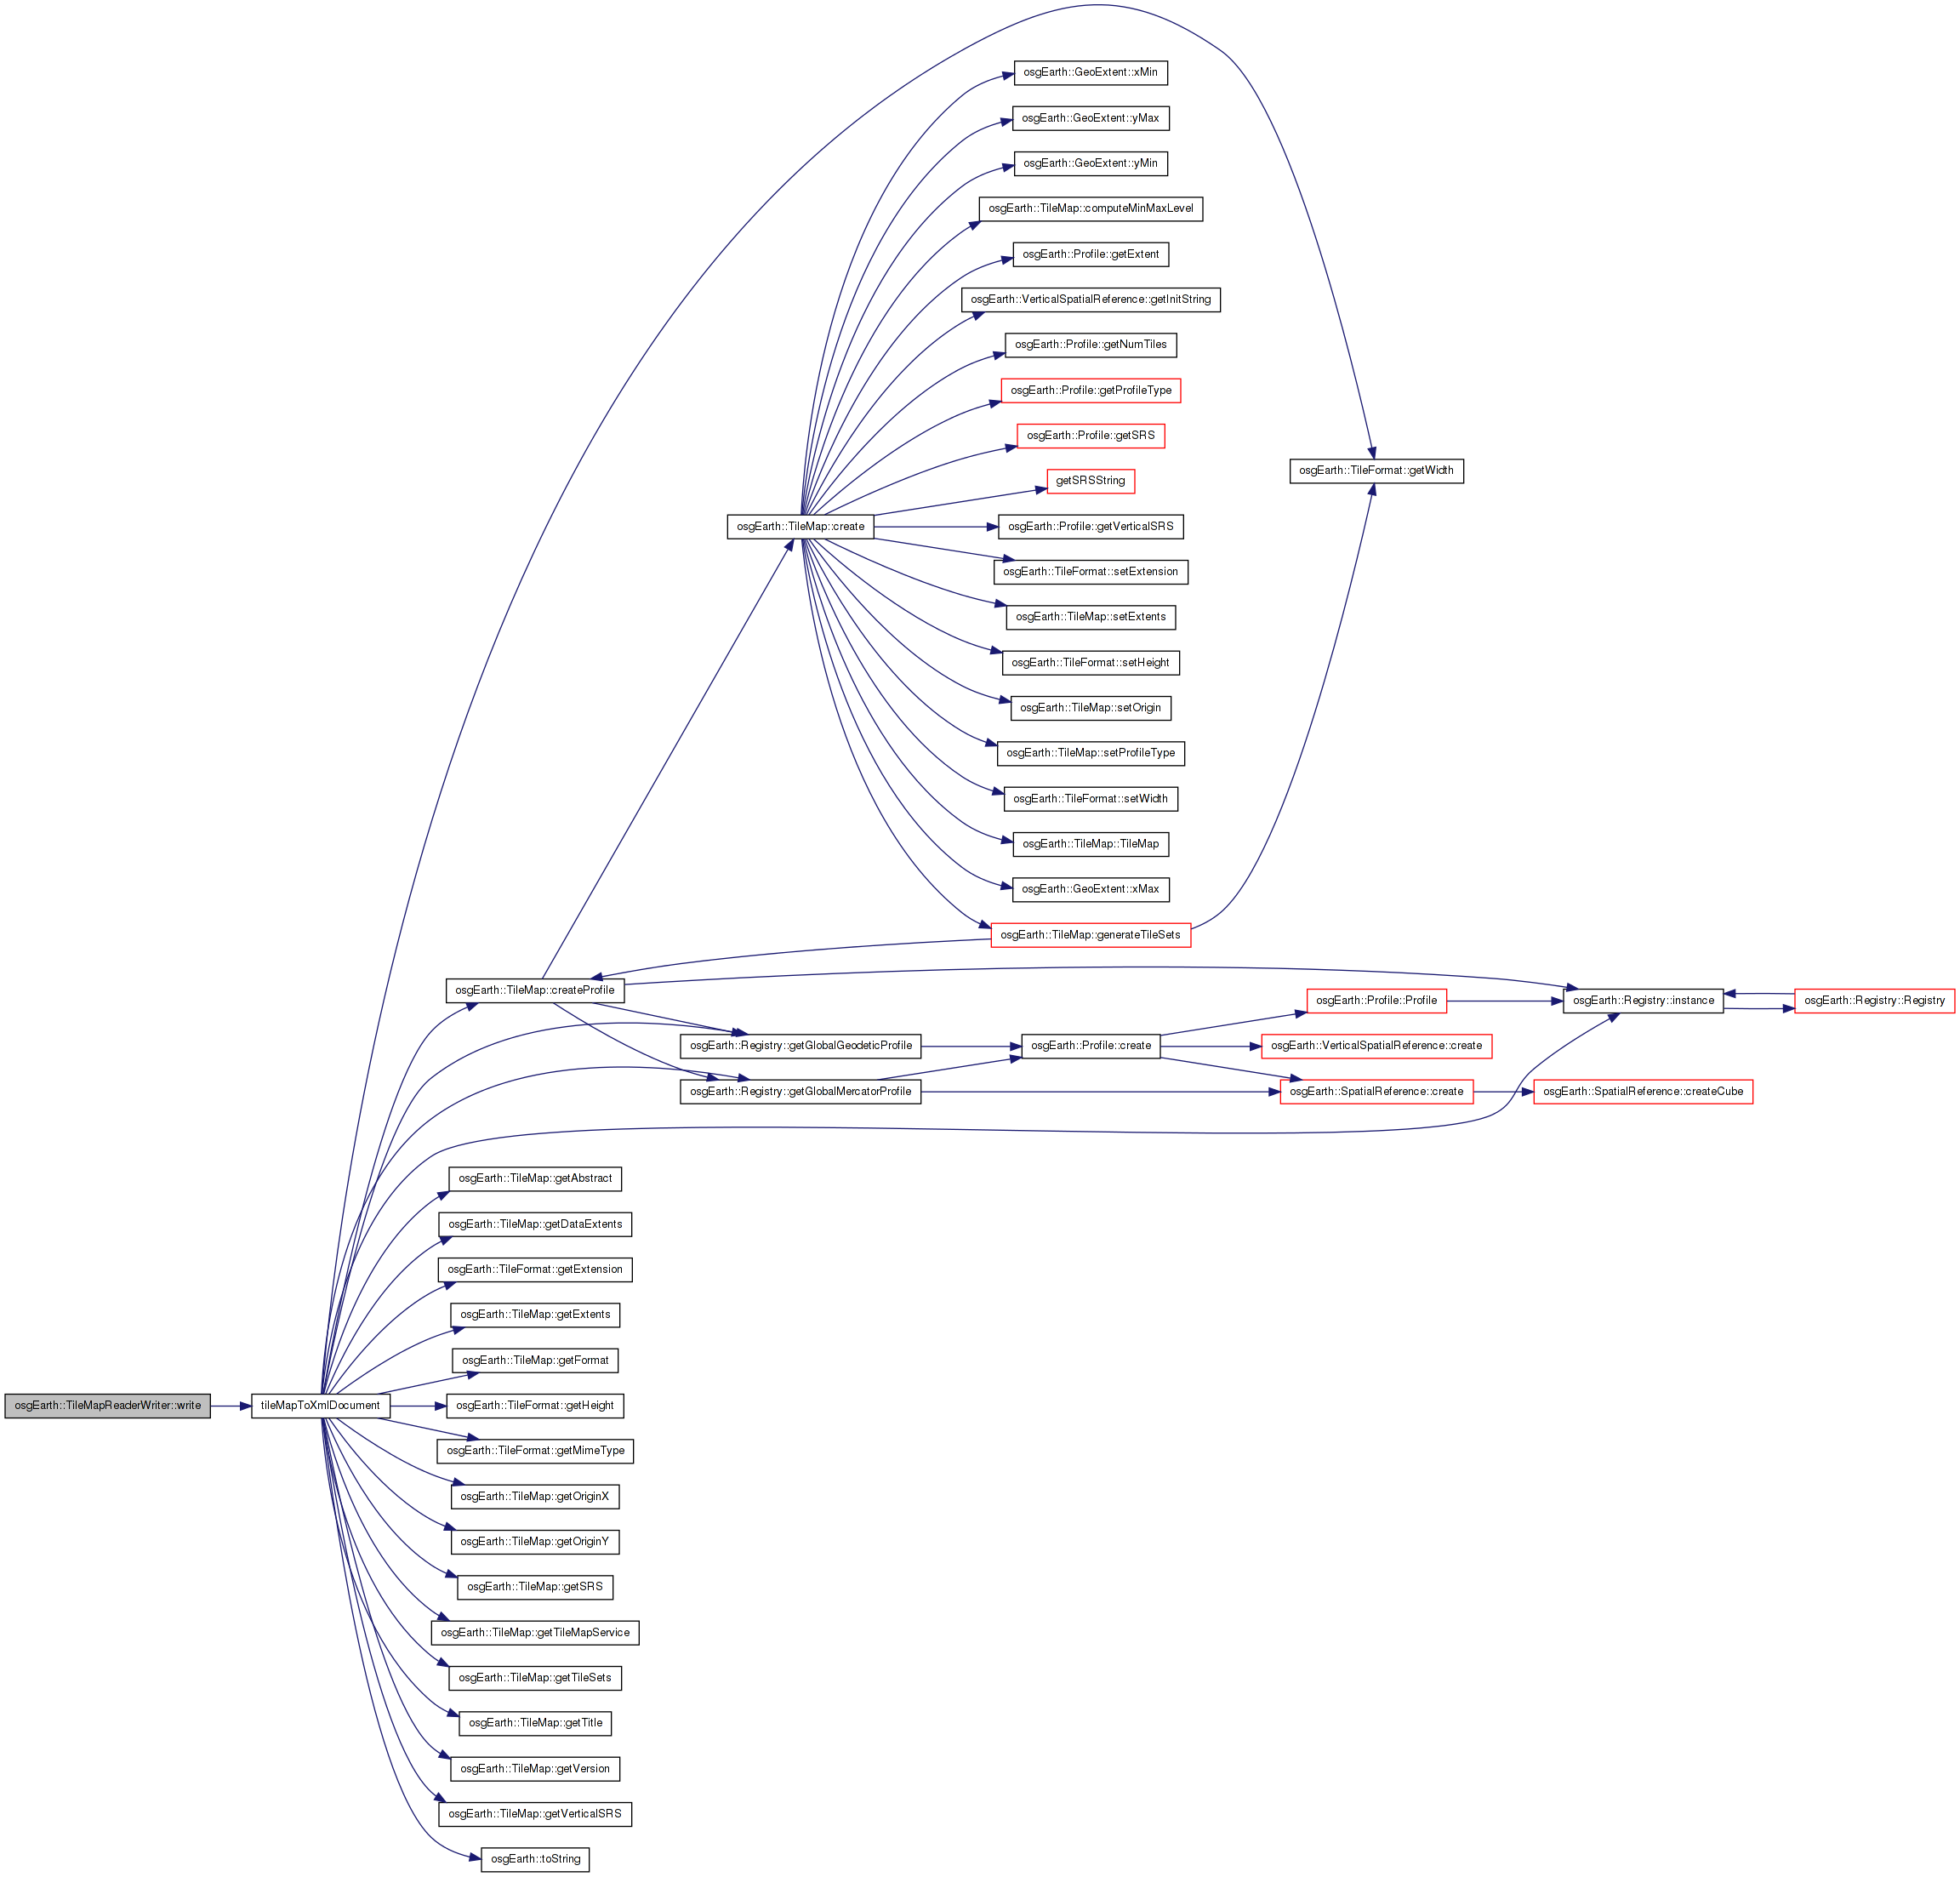 osgEarth::GeoExtent::xMin
osgEarth::GeoExtent::yMax
osgEarth::GeoExtent::yMin
osgEarth::TileMap::computeMinMaxLevel
osgEarth::Profile::getExtent
osgEarth::VerticalSpatialReference::getInitString
osgEarth::Profile::getNumTiles
osgEarth::Profile::getProfileType
osgEarth::Profile::getSRS
osgEarth::TileFormat::getWidth
getSRSString
osgEarth::TileMap::create
osgEarth::Profile::getVerticalSRS
osgEarth::TileFormat::setExtension
osgEarth::TileMap::setExtents
osgEarth::TileFormat::setHeight
osgEarth::TileMap::setOrigin
osgEarth::TileMap::setProfileType
osgEarth::TileFormat::setWidth
osgEarth::TileMap::TileMap
osgEarth::GeoExtent::xMax
osgEarth::TileMap::generateTileSets
osgEarth::TileMap::createProfile
osgEarth::Profile::Profile
osgEarth::Registry::instance
osgEarth::Registry::Registry
osgEarth::Registry::getGlobalGeodeticProfile
osgEarth::Profile::create
osgEarth::VerticalSpatialReference::create
osgEarth::Registry::getGlobalMercatorProfile
osgEarth::SpatialReference::create
osgEarth::SpatialReference::createCube
osgEarth::TileMap::getAbstract
osgEarth::TileMap::getDataExtents
osgEarth::TileFormat::getExtension
osgEarth::TileMap::getExtents
osgEarth::TileMap::getFormat
osgEarth::TileMapReaderWriter::write
tileMapToXmlDocument
osgEarth::TileFormat::getHeight
osgEarth::TileFormat::getMimeType
osgEarth::TileMap::getOriginX
osgEarth::TileMap::getOriginY
osgEarth::TileMap::getSRS
osgEarth::TileMap::getTileMapService
osgEarth::TileMap::getTileSets
osgEarth::TileMap::getTitle
osgEarth::TileMap::getVersion
osgEarth::TileMap::getVerticalSRS
osgEarth::toString